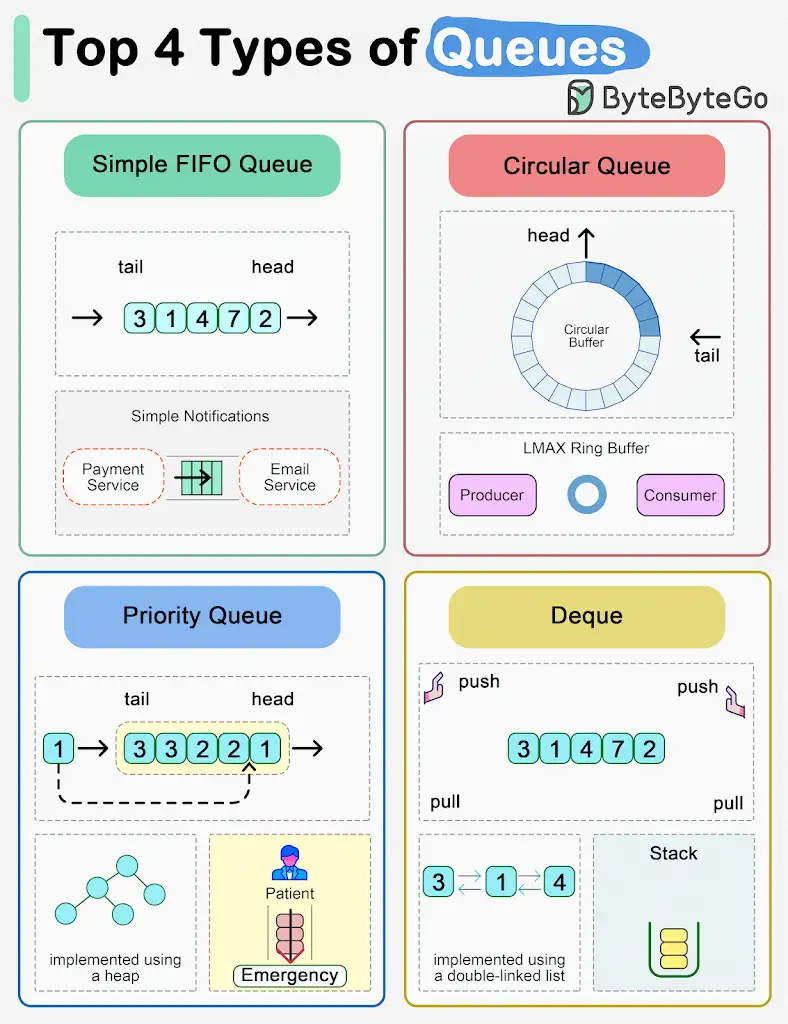 Top 4 Types of Queues
ByteByteGo
Simple FIFO Queue
tail head
3 1 4 7 2
Simple Notifications
Payment
Service
Email
Service
Circular Queue
head
Circular
Buffer
tail
LMAX Ring Buffer
Producer
Consumer
Priority Queue
tail head
1 3 3 2 2 1
implemented using
a heap
Patient
Emergency
Deque
push push
3 1 4 7 2
pull pull
3 1 4
implemented using
a double-linked list
Stack